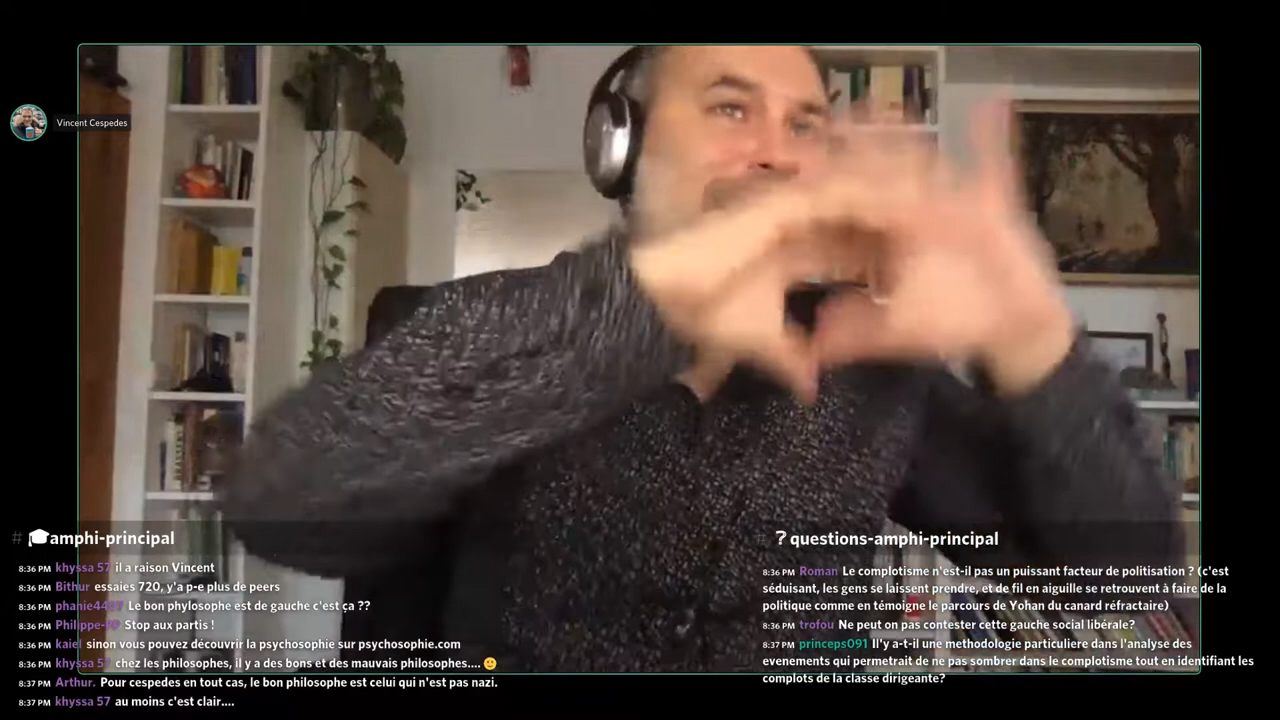 Vincent Cespedes
# 🎓amphi-principal
8:36 PM khyssa 57 il a raison Vincent
8:36 PM Bithur essaies 720, y'a p-e plus de peers
8:36 PM Le bon phylosophe est de gauche c'est ça ??
8:36 PM Stop aux partis !
8:36 PM sinon vous pouvez découvrir la psychosophie sur psychosophie.com
8:36 PM khyssa 57 chez les philosophes, il y a des bons et des mauvais philosophes.... 🙂
8:37 PM Arthur. Pour cespedes en tout cas, le bon philosophe est celui qui n'est pas nazi.
8:37 PM khyssa 57 au moins c'est clair....
# ? questions-amphi-principal
8:36 PM Roman Le complotisme n'est-il pas un puissant facteur de politisation ? (c'est
séduisant, les gens se laissent prendre, et de fil en aiguille se retrouvent à faire de la
politique comme en témoigne le parcours de Yohan du canard réfractaire)
8:36 PM trofou Ne peut on pas contester cette gauche social libérale?
8:37 PM princeps091 Il'y a-t-il une methodologie particuliere dans l'analyse des
evenements qui permetrait de ne pas sombrer dans le complotisme tout en identifiant les
complots de la classe dirigeante?